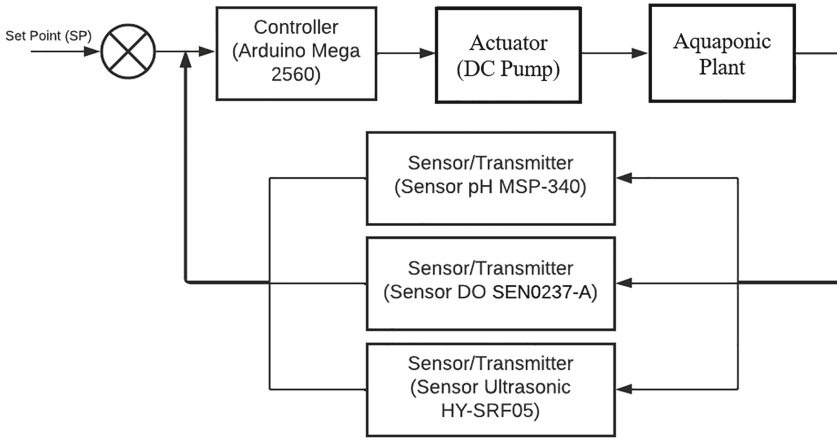 Set Point (SP)
Controller
(Arduino Mega
2560)
Actuator
(DC Pump)
Aquaponic
Plant
Sensor/Transmitter
(Sensor pH MSP-340)
Sensor/Transmitter
(Sensor DO SEN0237-A)
Sensor/Transmitter
(Sensor Ultrasonic
HY-SRF05)